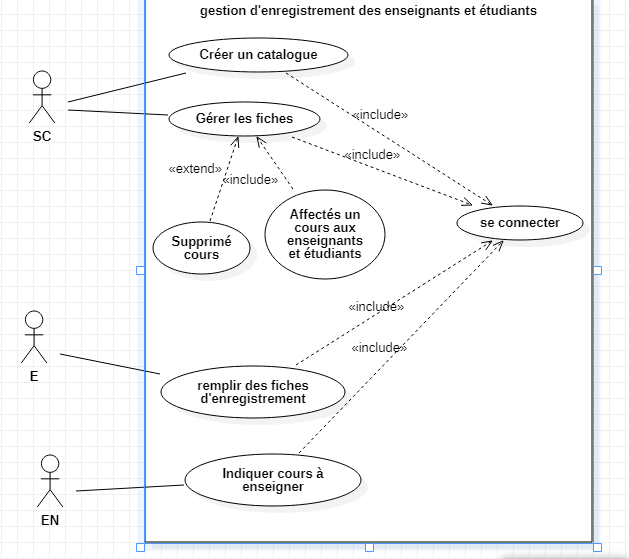 gestion d'enregistrement des enseignants et étudiants
Créer un catalogue
SC
Gérer les fiches
«include»
«include»
«extend»
«include»
Affectés un
cours aux
enseignants
et étudiants
Supprimé
cours
se connecter
«include»
«include»
E
remplir des fiches
d'enregistrement
Indiquer cours à
enseigner
EN